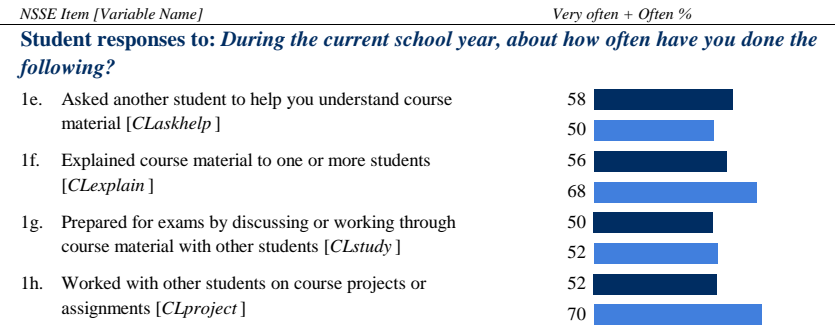 NSSE Item [Variable Name] Very often + Often %
Student responses to: During the current school year, about how often have you done the
following?
1e. Asked another student to help you understand course 58
material [CLaskhelp ] 50
1f. Explained course material to one or more students 56
[CLexplain ] 68
1g. Prepared for exams by discussing or working through 50
course material with other students [CLstudy ] 52
1h. Worked with other students on course projects or 52
assignments [CLproject ] 70